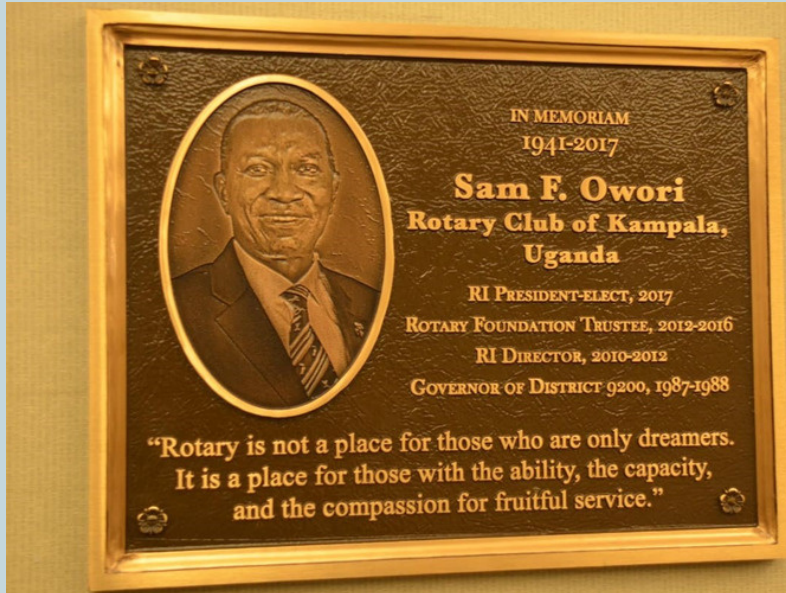 IN MEMORIAM
1941-2017
Sam F. Owori
Rotary Club of Kampala,
Uganda
RI PRESIDENT-ELECT, 2017
ROTARY FOUNDATION TRUSTEE, 2012-2016
RI DIRECTOR, 2010-2012
GOVERNOR OF DISTRICT 9200, 1987-1988
“Rotary is not a place for those who are only dreamers.
It is a place for those with the ability, the capacity,
and the compassion for fruitful service.”